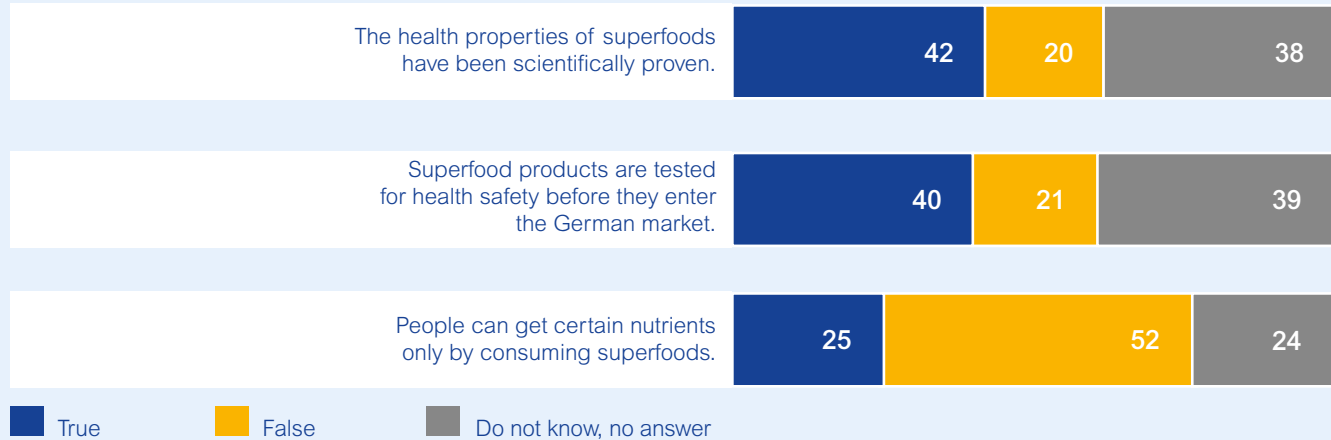 The health properties of superfoods
have been scientifically proven.
42 20 38
Superfood products are tested
for health safety before they enter
the German market.
40 21 39
People can get certain nutrients
only by consuming superfoods.
25 52 24
True False Do not know, no answer